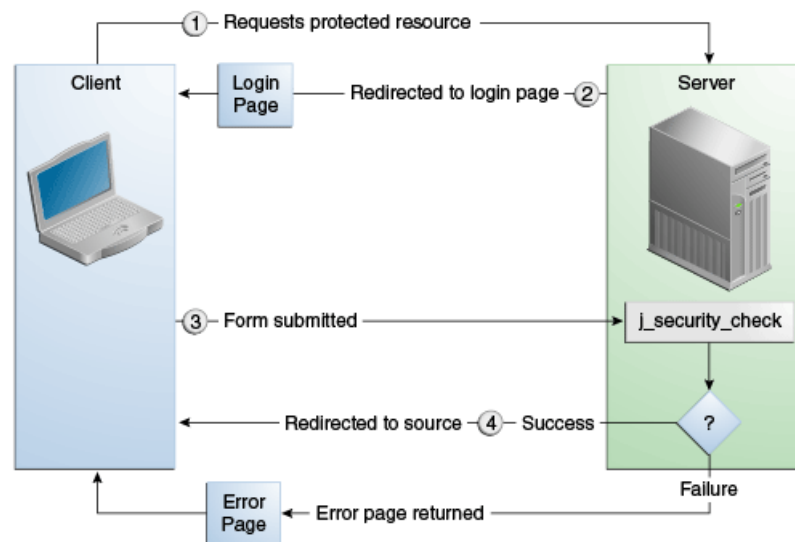 1 Requests protected resource
Client
Server
Login
Page
Redirected to login page 2
3 Form submitted
j_security_check
Redirected to source 4 Success
?
Failure
Error
Page
Error page returned